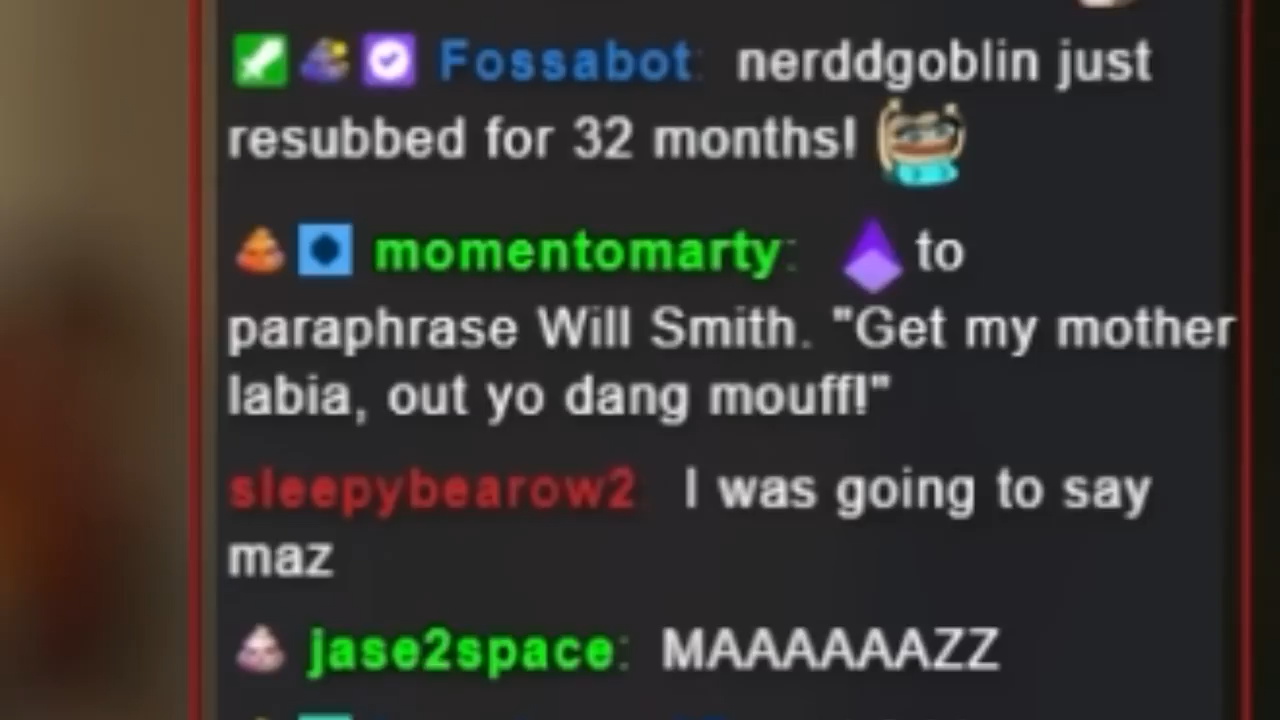 Fossabot: nerddgoblin just
resubbed for 32 months!
momentomarty: to
paraphrase Will Smith. "Get my mother
labia, out yo dang mouff!"
sleepybearow2: I was going to say
maz
jase2space: MAAAAAAZZ